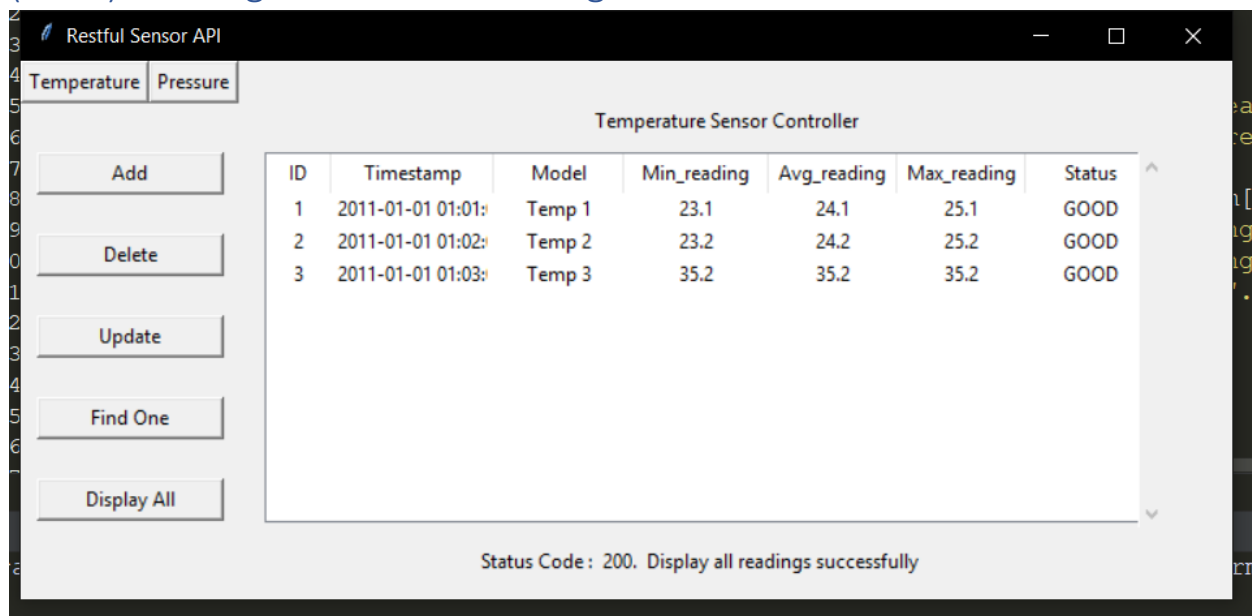 Restful Sensor API
Temperature Pressure
Temperature Sensor Controller
Add
Delete
Update
Find One
Display All
ID Timestamp Model Min_reading Avg_reading Max_reading Status
1 2011-01-01 01:01: Temp 1 23.1 24.1 25.1 GOOD
2 2011-01-01 01:02: Temp 2 23.2 24.2 25.2 GOOD
3 2011-01-01 01:03: Temp 3 35.2 35.2 35.2 GOOD
Status Code : 200. Display all readings successfully